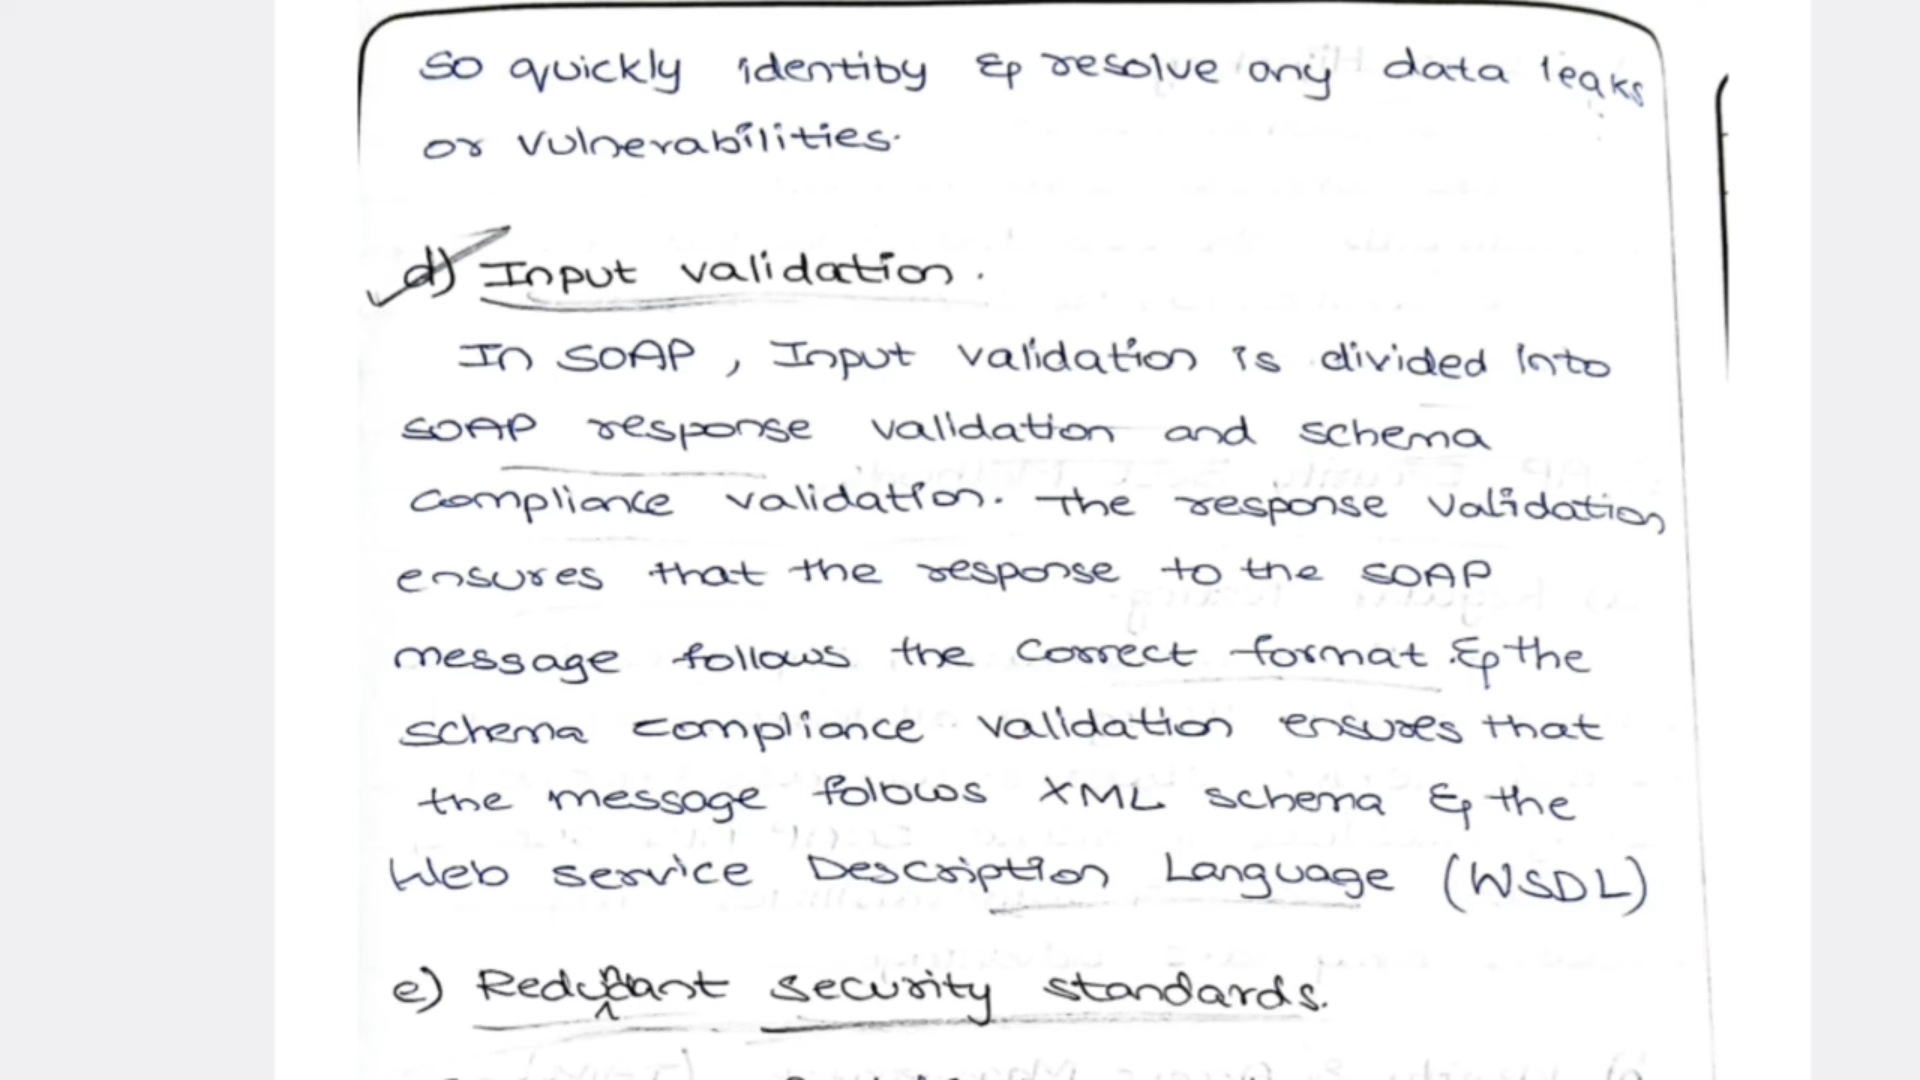 so quickly identity & resolve any data leaks
or vulnerabilities.
d) Input validation.
In SOAP, Input validation is divided into
SOAP response validation and schema
compliance validation. The response validation
ensures that the response to the SOAP
message follows the correct format & the
schema compliance validation ensures that
the message follows XML schema & the
Web service Description Language (WSDL)
e) Redundant security standards.